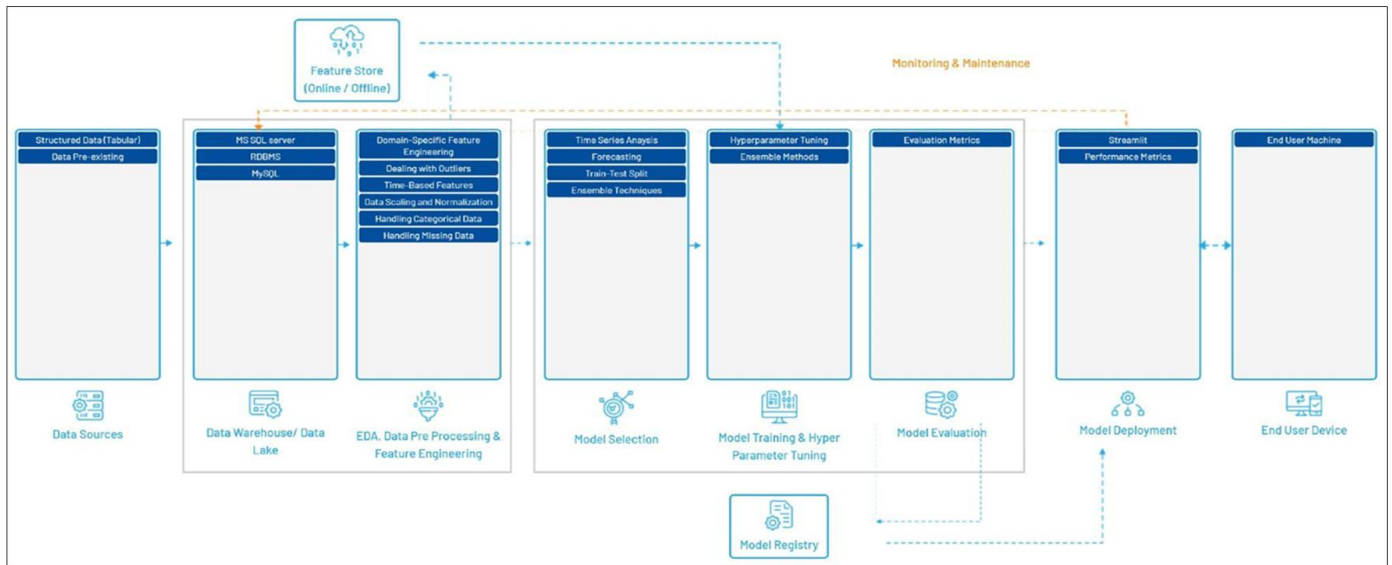 Feature Store
(Online / Offline)
Monitoring & Maintenance
Structured Data (Tabular)
Data Pre-existing
MS SQL server
RDBMS
MySQL
Domain-Specific Feature
Engineering
Dealing with Outliers
Time-Based Features
Data Scaling and Normalization
Handling Categorical Data
Handling Missing Data
Time Series Anaysis
Forecasting
Train-Test Split
Ensemble Techniques
Hyperparameter Tuning
Ensemble Methods
Evaluation Metrics
Streamlit
Performance Metrics
End User Machine
Data Sources
Data Warehouse/ Data
Lake
EDA, Data Pre Processing &
Feature Engineering
Model Selection
Model Training & Hyper
Parameter Tuning
Model Evaluation
Model Deployment
End User Device
Model Registry